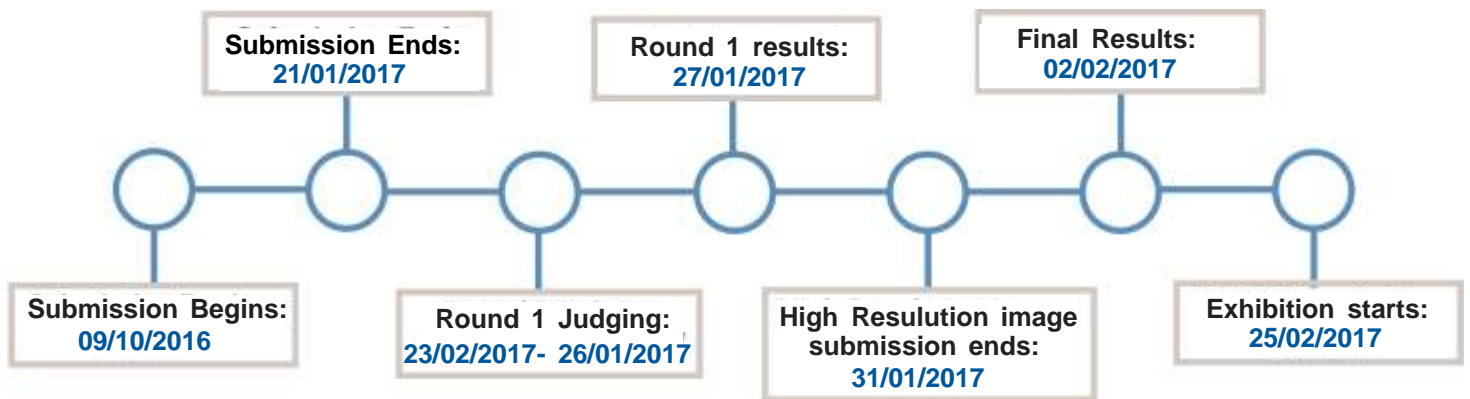 Submission Begins:
09/10/2016
Submission Ends:
21/01/2017
Round 1 Judging:
23/02/2017- 26/01/2017
Round 1 results:
27/01/2017
High Resulution image
submission ends:
31/01/2017
Final Results:
02/02/2017
Exhibition starts:
25/02/2017